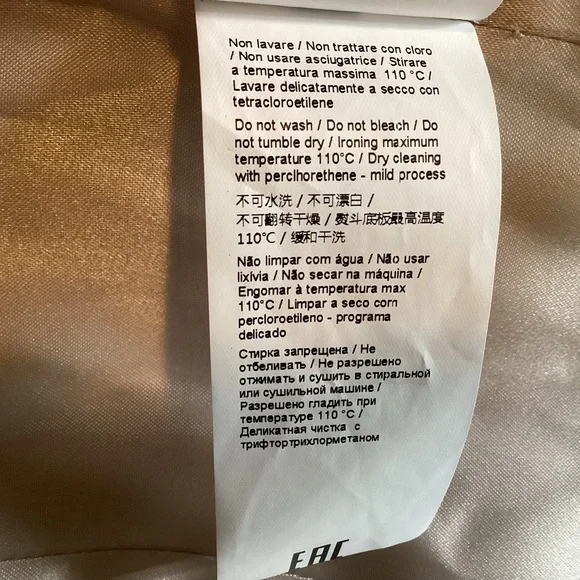 Non lavare / Non trattare con cloro
/ Non usare asciugatrice / Stirare
a temperatura massima 110 °C /
Lavare delicatamente a secco con
tetracloroetilene
Do not wash / Do not bleach / Do
not tumble dry / Ironing maximum
temperature 110°C / Dry cleaning
with perclhorethene - mild process
不可水洗 / 不可漂白 /
不可翻转干燥 / 熨斗底板最高温度
110℃ / 缓和干洗
Não limpar com água / Não usar
lixívia / Não secar na máquina /
Engomar à temperatura max
110°C / Limpar a seco com
percloroetileno - programa
delicado
Стирка запрещена / Не
отбеливать / Не разрешено
отжимать и сушить в стиральной
или сушильной машине /
Разрешено гладить при
температуре 110 °C /
Деликатная чистка с
трифтортрихлорметаном
EAC